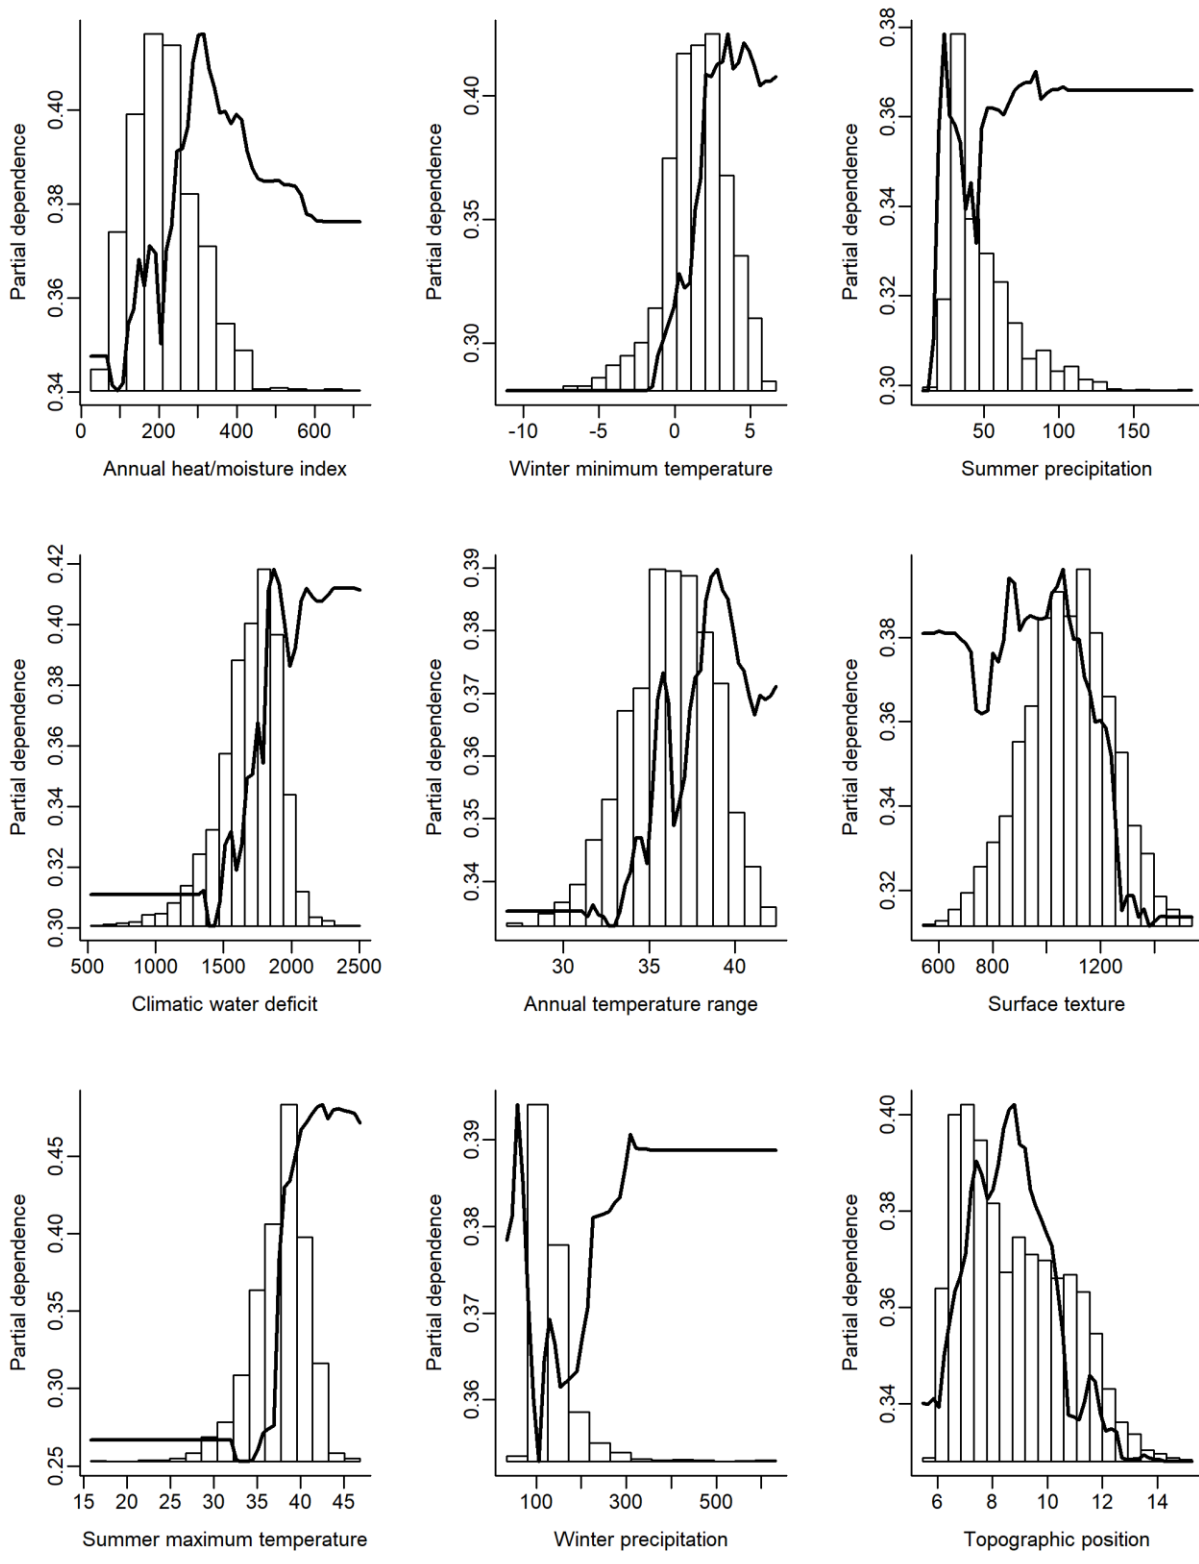 Partial dependence
0.34 0.36 0.38 0.40
0 200 400 600
Annual heat/moisture index
Partial dependence
0.30 0.35 0.40
-10 -5 0 5
Winter minimum temperature
Partial dependence
0.30 0.32 0.34 0.36 0.38
50 100 150
Summer precipitation
Partial dependence
0.30 0.32 0.34 0.36 0.38 0.40 0.42
500 1000 1500 2000 2500
Climatic water deficit
Partial dependence
0.34 0.35 0.36 0.37 0.38 0.39
30 35 40
Annual temperature range
Partial dependence
0.32 0.34 0.36 0.38
600 800 1200
Surface texture
Partial dependence
0.25 0.30 0.35 0.40 0.45
15 20 25 30 35 40 45
Summer maximum temperature
Partial dependence
0.36 0.37 0.38 0.39
100 300 500
Winter precipitation
Partial dependence
0.34 0.36 0.38 0.40
6 8 10 12 14
Topographic position